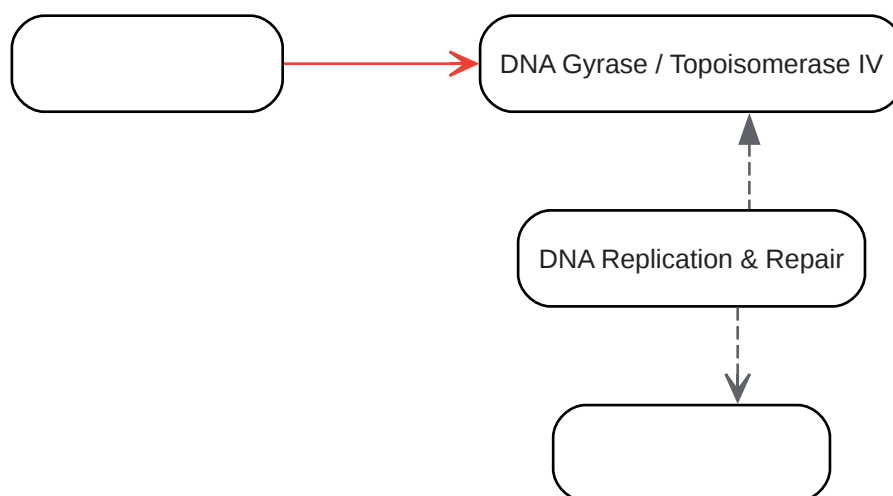 DNA Gyrase / Topoisomerase IV
DNA Replication & Repair